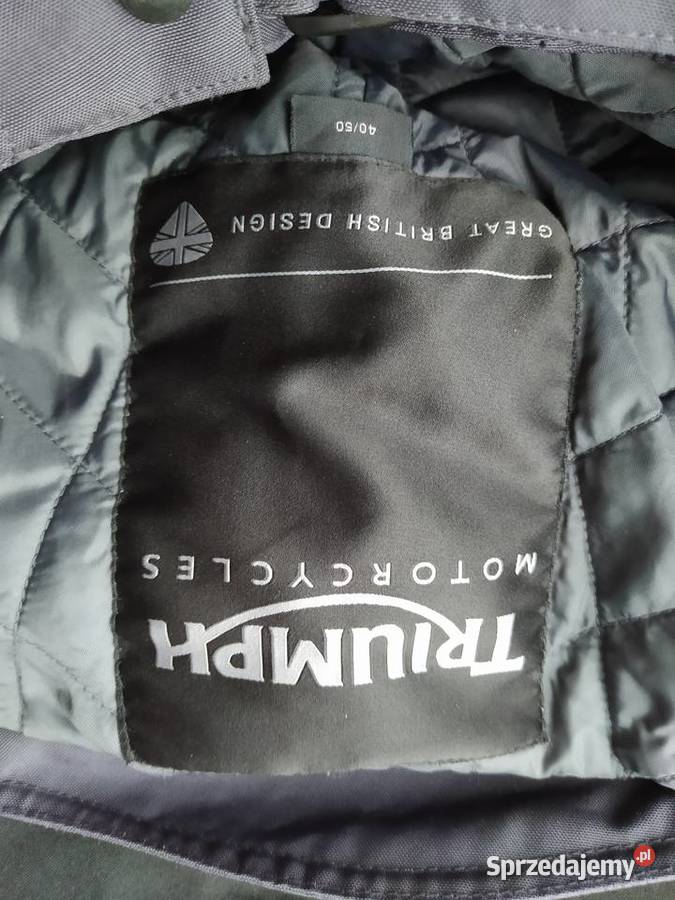 TRIUMPH
MOTORCYCLES
GREAT BRITISH DESIGN
40/50
Sprzedajemy.pl